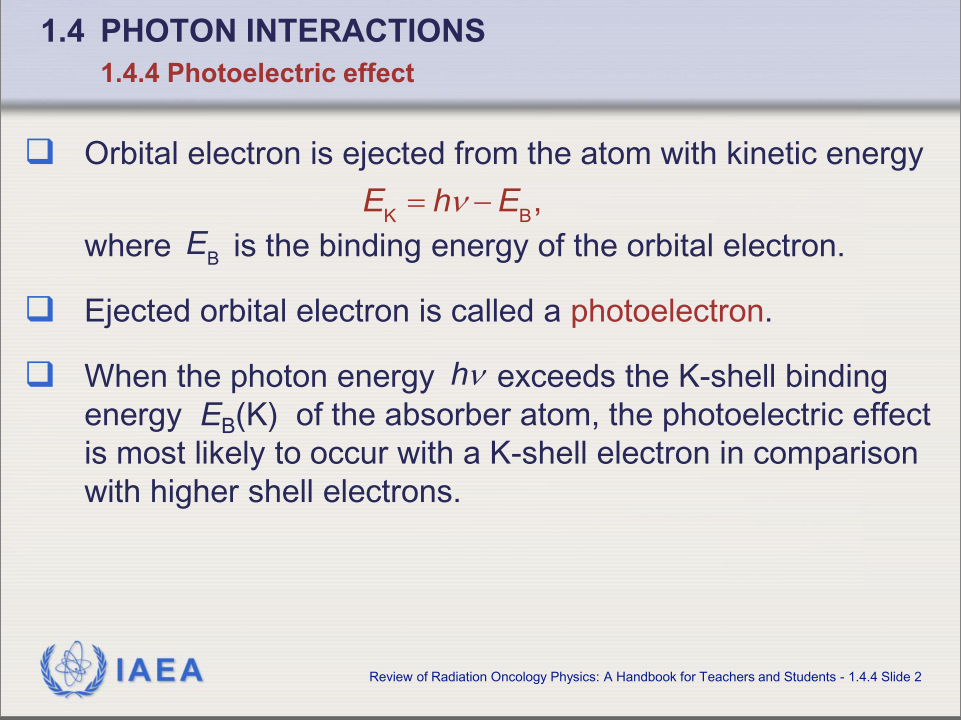 1.4 PHOTON INTERACTIONS
1.4.4 Photoelectric effect
❑ Orbital electron is ejected from the atom with kinetic energy
E_K = hν − E_B,
where E_B is the binding energy of the orbital electron.
❑ Ejected orbital electron is called a photoelectron.
❑ When the photon energy hν exceeds the K-shell binding
energy E_B(K) of the absorber atom, the photoelectric effect
is most likely to occur with a K-shell electron in comparison
with higher shell electrons.
IAEA
Review of Radiation Oncology Physics: A Handbook for Teachers and Students - 1.4.4 Slide 2